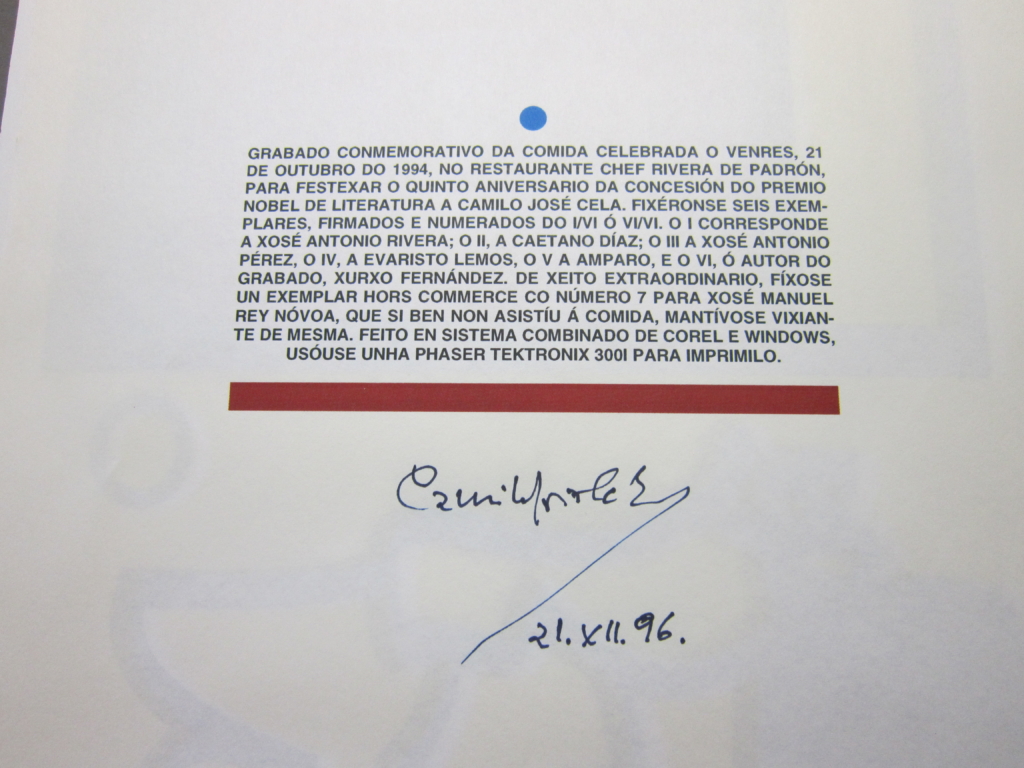 GRABADO CONMEMORATIVO DA COMIDA CELEBRADA O VENRES, 21
DE OUTUBRO DO 1994, NO RESTAURANTE CHEF RIVERA DE PADRÓN,
PARA FESTEXAR O QUINTO ANIVERSARIO DA CONCESIÓN DO PREMIO
NOBEL DE LITERATURA A CAMILO JOSÉ CELA. FIXÉRONSE SEIS EXEM-
PLARES, FIRMADOS E NUMERADOS DO I/VI Ó VI/VI. O I CORRESPONDE
A XOSÉ ANTONIO RIVERA; O II, A CAETANO DÍAZ; O III A XOSÉ ANTONIO
PÉREZ, O IV, A EVARISTO LEMOS, O V A AMPARO, E O VI, Ó AUTOR DO
GRABADO, XURXO FERNÁNDEZ. DE XEITO EXTRAORDINARIO, FÍXOSE
UN EXEMPLAR HORS COMMERCE CO NÚMERO 7 PARA XOSÉ MANUEL
REY NÓVOA, QUE SI BEN NON ASISTÍU Á COMIDA, MANTÍVOSE VIXIAN-
TE DE MESMA. FEITO EN SISTEMA COMBINADO DE COREL E WINDOWS,
USÓUSE UNHA PHASER TEKTRONIX 300I PARA IMPRIMILO.
21.XII.96.